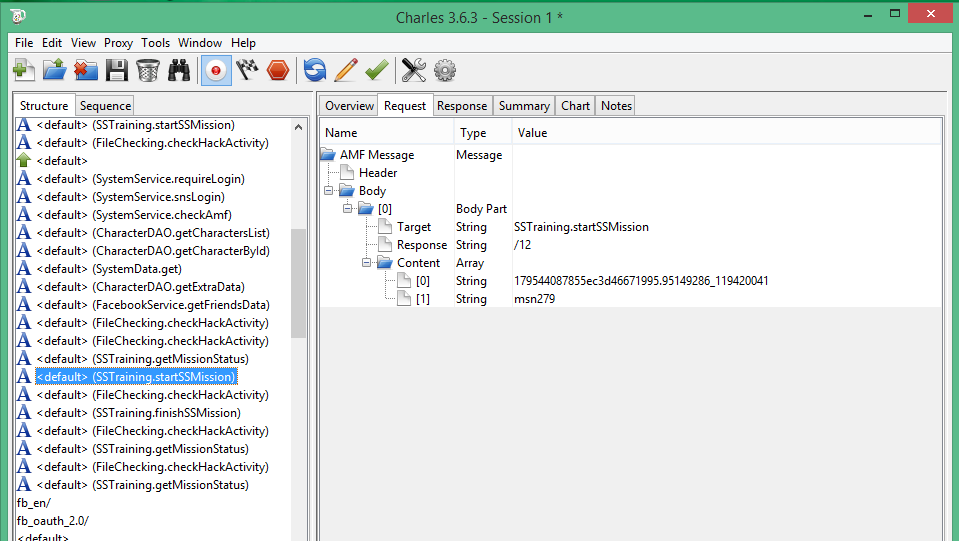 Charles 3.6.3 - Session 1 *
File Edit View Proxy Tools Window Help
Structure Sequence
<default> (SSTraining.startSSMission)
<default> (FileChecking.checkHackActivity)
<default>
<default> (SystemService.requireLogin)
<default> (SystemService.snsLogin)
<default> (SystemService.checkAmf)
<default> (CharacterDAO.getCharactersList)
<default> (CharacterDAO.getCharacterById)
<default> (SystemData.get)
<default> (CharacterDAO.getExtraData)
<default> (FacebookService.getFriendsData)
<default> (FileChecking.checkHackActivity)
<default> (FileChecking.checkHackActivity)
<default> (SSTraining.getMissionStatus)
<default> (SSTraining.startSSMission)
<default> (FileChecking.checkHackActivity)
<default> (SSTraining.finishSSMission)
<default> (FileChecking.checkHackActivity)
<default> (SSTraining.getMissionStatus)
<default> (FileChecking.checkHackActivity)
<default> (SSTraining.getMissionStatus)
fb_en/
fb_oauth_2.0/
<default>
Overview Request Response Summary Chart Notes
Name Type Value
AMF Message Message
Header
Body
[0] Body Part
Target String SSTraining.startSSMission
Response String /12
Content Array
[0] String 179544087855ec3d46671995.95149286_119420041
[1] String msn279